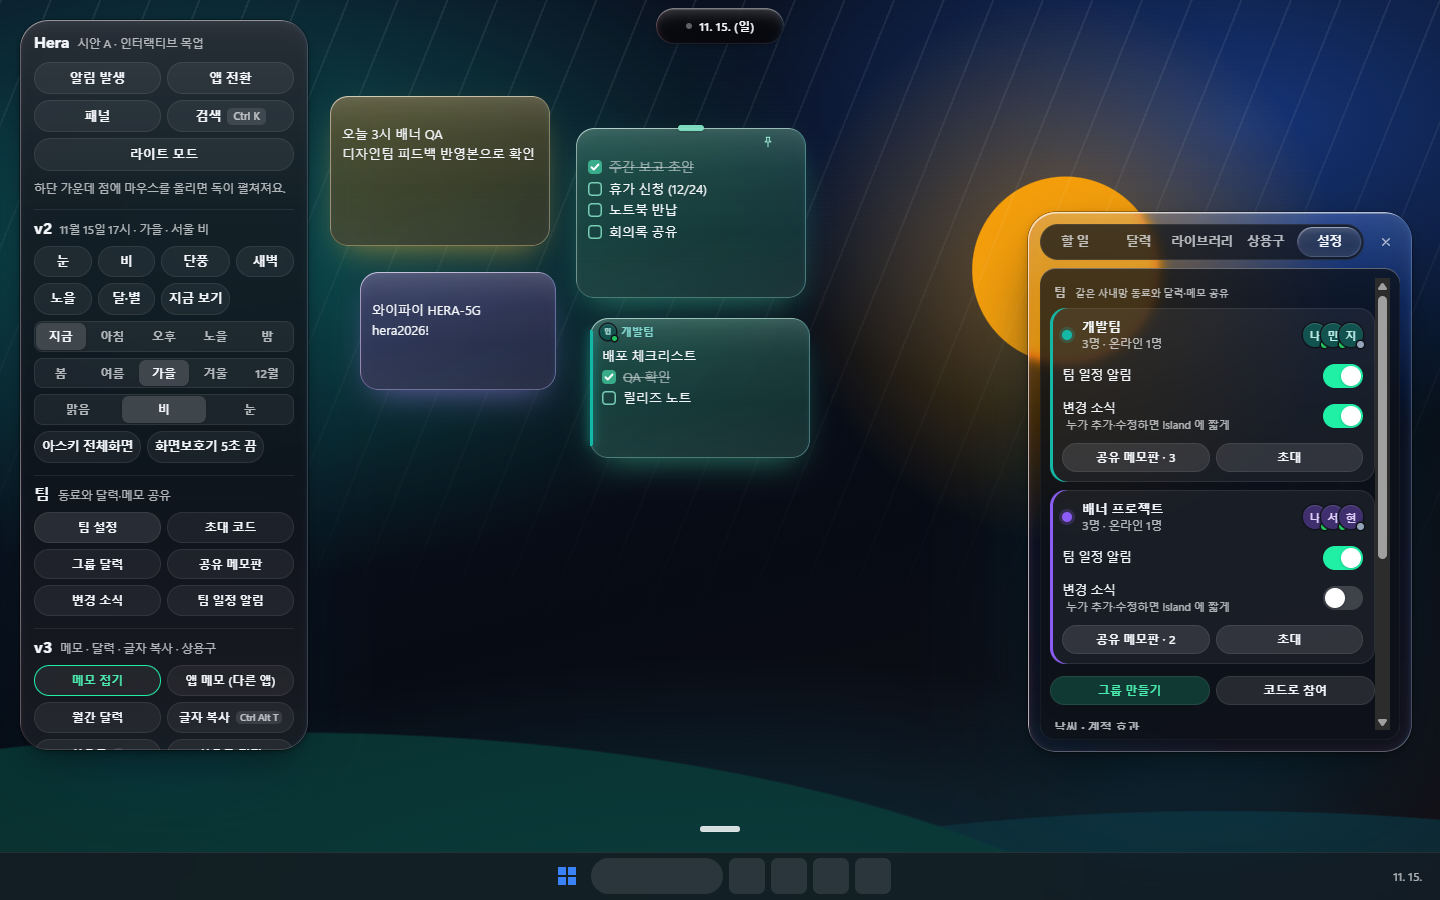 11. 15. (일)
Hera 시안 A · 인터랙티브 목업
알림 발생
앱 전환
패널
검색 Ctrl K
라이트 모드
하단 가운데 점에 마우스를 올리면 독이 펼쳐져요.
v2 11월 15일 17시 · 가을 · 서울 비
눈
비
단풍
새벽
노을
달·별
지금 보기
지금
아침
오후
노을
밤
봄
여름
가을
겨울
12월
맑음
비
눈
아스키 전체화면
화면보호기 5초 끔
팀 동료와 달력·메모 공유
팀 설정
초대 코드
그룹 달력
공유 메모판
변경 소식
팀 일정 알림
v3 메모 · 달력 · 글자 복사 · 상용구
메모 접기
앱 메모 (다른 앱)
월간 달력
글자 복사 Ctrl Alt T
오늘 3시 배너 QA
디자인팀 피드백 반영본으로 확인
와이파이 HERA-5G
hera2026!
주간 보고 초안
휴가 신청 (12/24)
노트북 반납
회의록 공유
민 개발팀
배포 체크리스트
QA 확인
릴리즈 노트
할 일
달력
라이브러리
상용구
설정
×
팀 같은 사내망 동료와 달력·메모 공유
개발팀
3명 · 온라인 1명
나 민 지
팀 일정 알림
변경 소식
누가 추가·수정하면 Island 에 짧게
공유 메모판 · 3
초대
배너 프로젝트
3명 · 온라인 1명
나 서 현
팀 일정 알림
변경 소식
누가 추가·수정하면 Island 에 짧게
공유 메모판 · 2
초대
그룹 만들기
코드로 참여
날씨 · 계절 효과
11. 15.